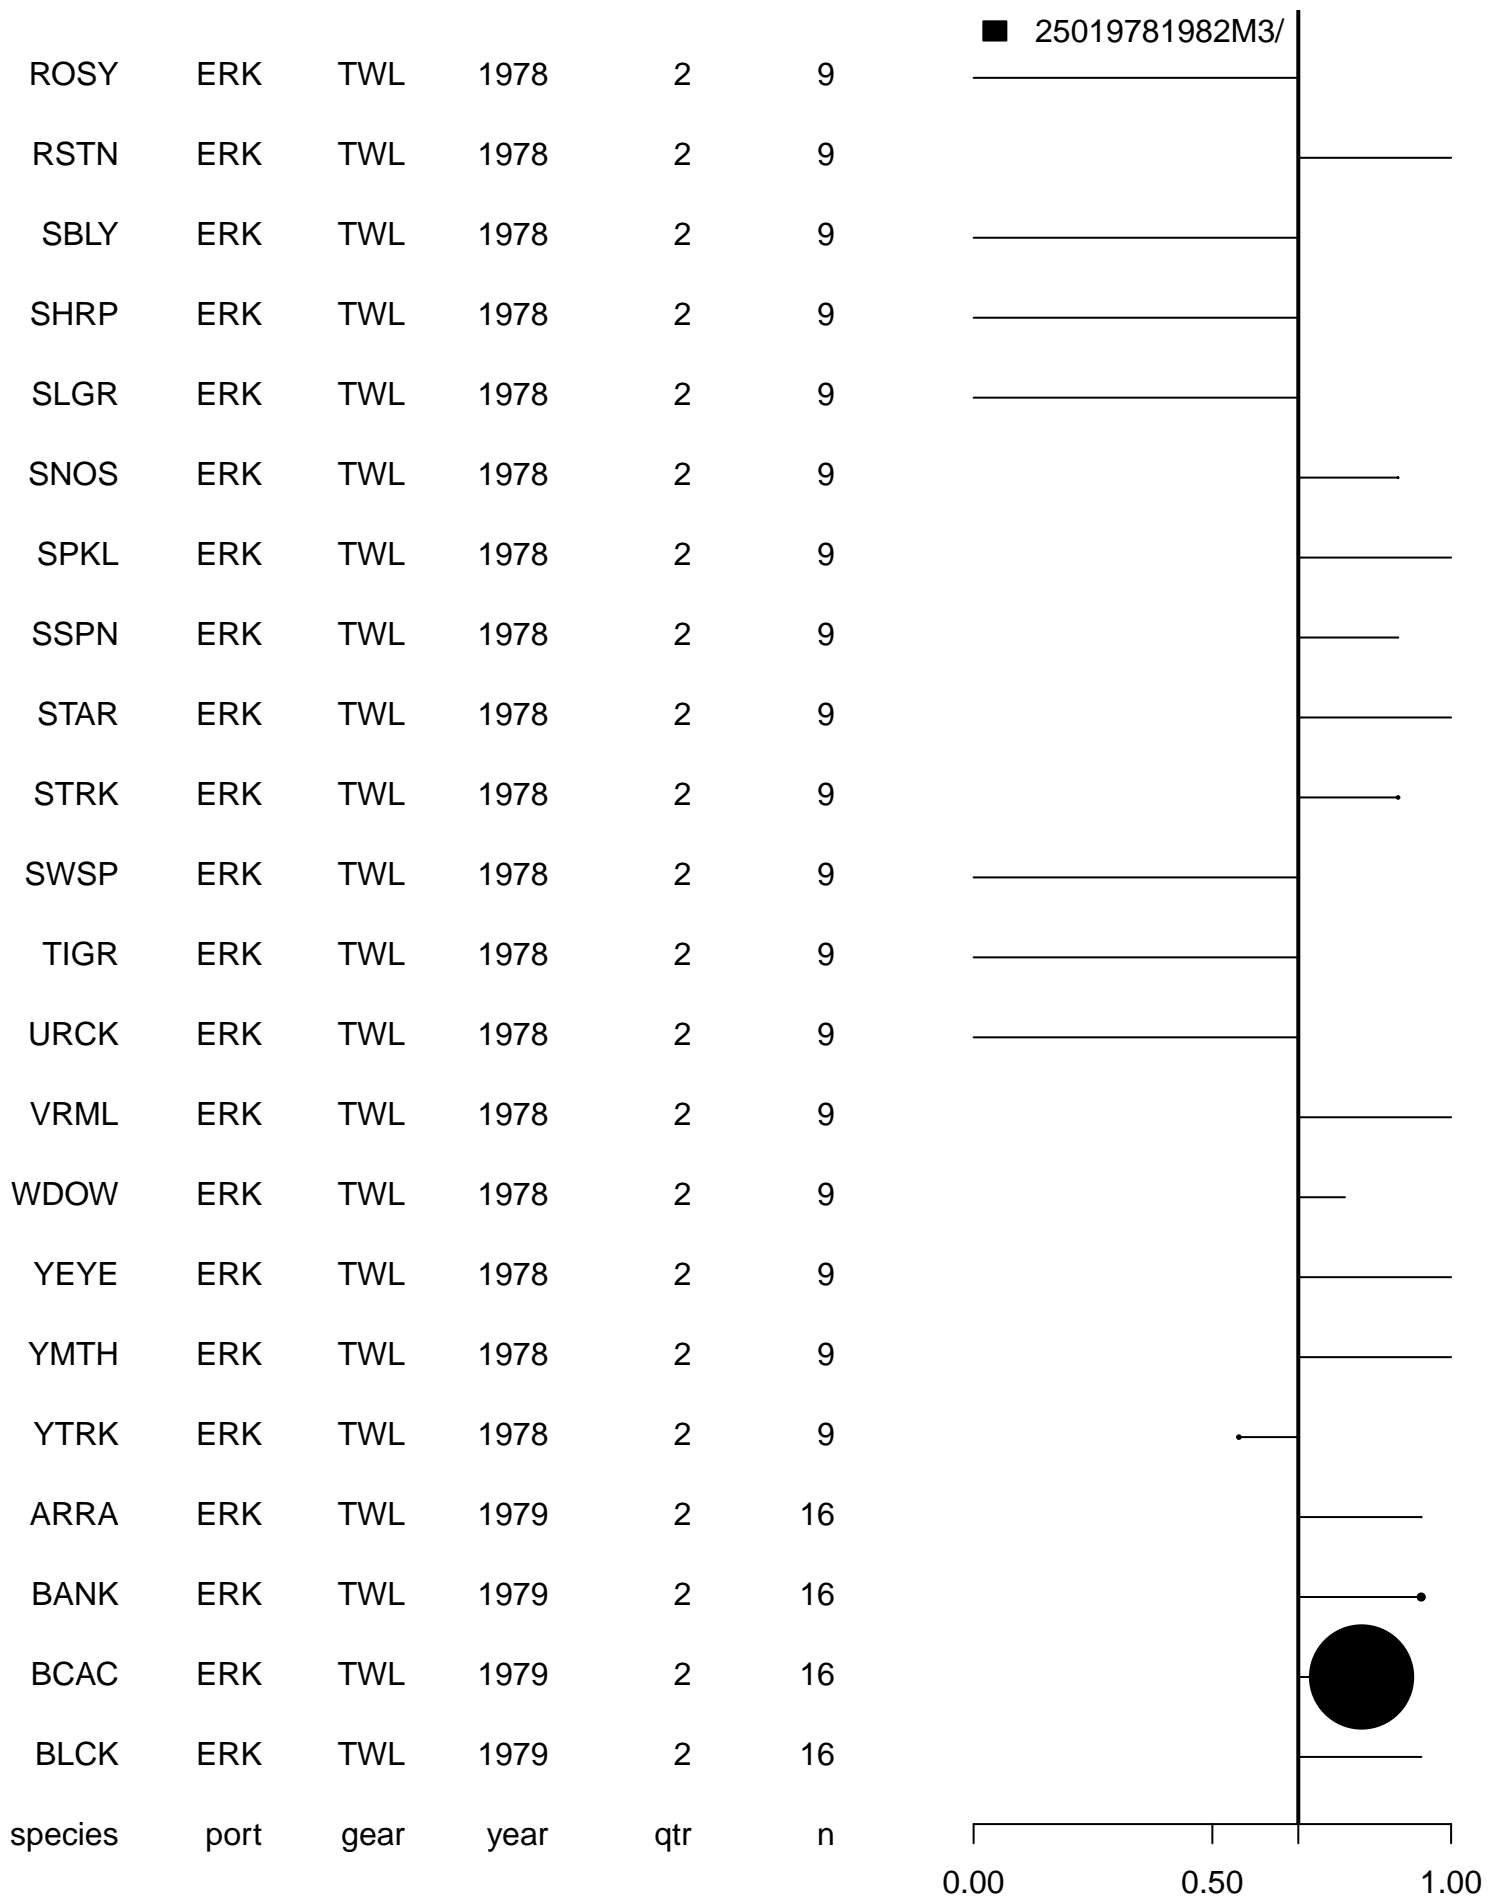 25019781982M3/
ROSY ERK TWL 1978 2 9
RSTN ERK TWL 1978 2 9
SBLY ERK TWL 1978 2 9
SHRP ERK TWL 1978 2 9
SLGR ERK TWL 1978 2 9
SNOS ERK TWL 1978 2 9
SPKL ERK TWL 1978 2 9
SSPN ERK TWL 1978 2 9
STAR ERK TWL 1978 2 9
STRK ERK TWL 1978 2 9
SWSP ERK TWL 1978 2 9
TIGR ERK TWL 1978 2 9
URCK ERK TWL 1978 2 9
VRML ERK TWL 1978 2 9
WDOW ERK TWL 1978 2 9
YEYE ERK TWL 1978 2 9
YMTH ERK TWL 1978 2 9
YTRK ERK TWL 1978 2 9
ARRA ERK TWL 1979 2 16
BANK ERK TWL 1979 2 16
BCAC ERK TWL 1979 2 16
BLCK ERK TWL 1979 2 16
species port gear year qtr n
0.00 0.50 1.00